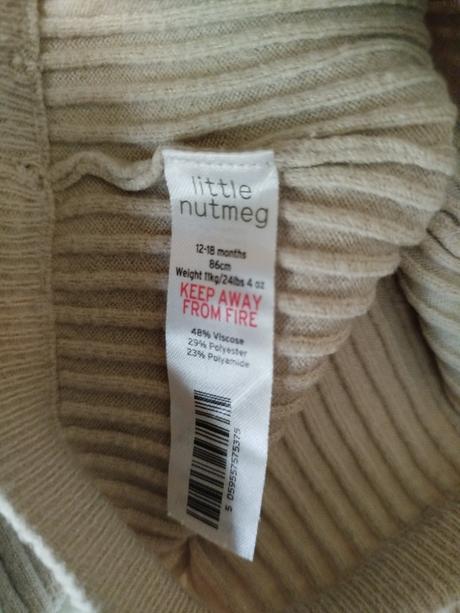 little
nutmeg
12-18 months
86cm
Weight 11kg/24lbs 4 oz
KEEP AWAY
FROM FIRE
48% Viscose
29% Polyester
23% Polyamide
5 059557 575375